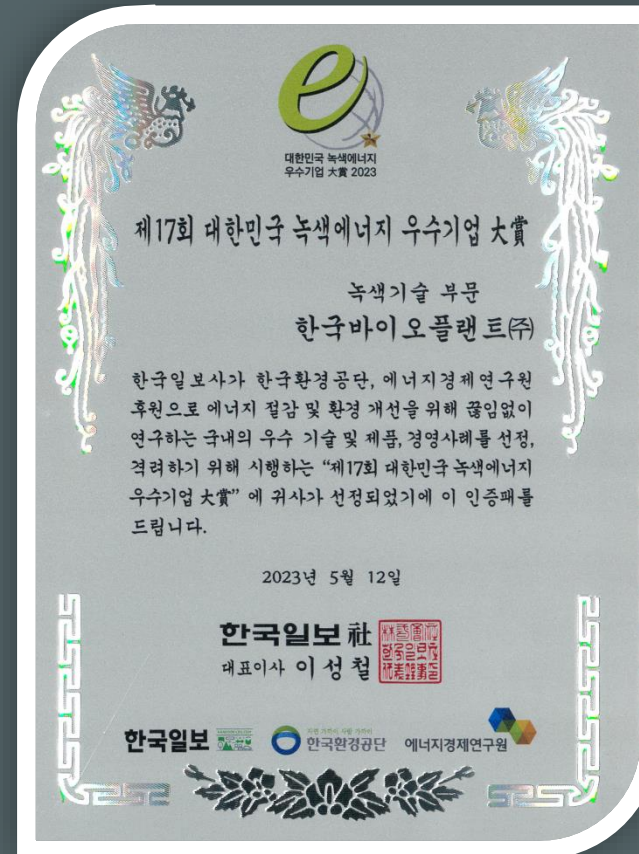 e
대한민국 녹색에너지
우수기업 大賞 2023
제17회 대한민국 녹색에너지 우수기업 大賞
녹색기술 부문
한국바이오플랜트㈜
한국일보사가 한국환경공단, 에너지경제연구원
후원으로 에너지 절감 및 환경 개선을 위해 끊임없이
연구하는 국내의 우수 기술 및 제품, 경영사례를 선정,
격려하기 위해 시행하는 “제17회 대한민국 녹색에너지
우수기업 大賞” 에 귀사가 선정되었기에 이 인증패를
드립니다.
2023년 5월 12일
한국일보社
대표이사 이성철
한국일보
한국환경공단
에너지경제연구원